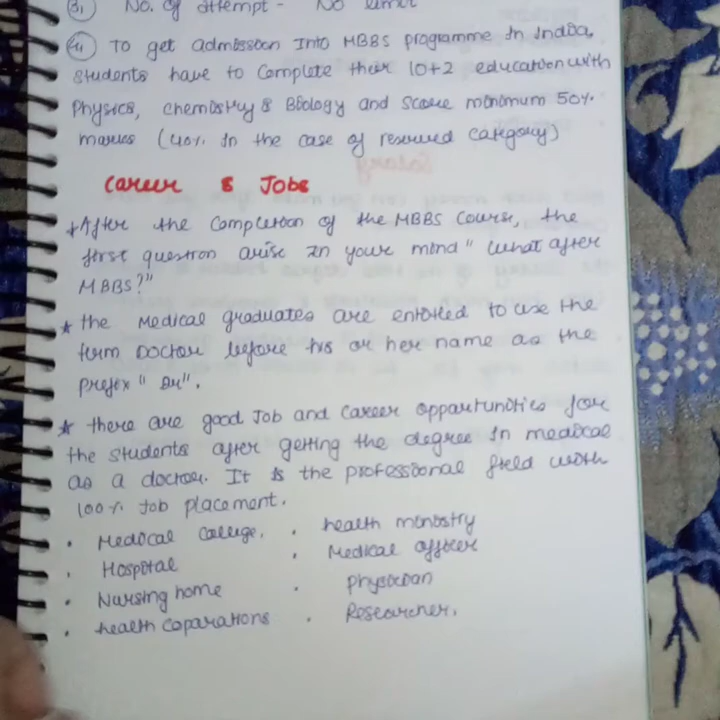 3) No. of attempt - No limit
4) To get admission Into MBBS programme In India,
students have to complete their 10+2 education with
Physics, chemistry & Biology and score minimum 50%
marks (40% In the case of reserved category)
Career & Jobs
+After the completion of the MBBS course, the
first question arise In your mind "what after
MBBS?"
* the Medical graduates are entitled to use the
term Doctor before his or her name as the
prefix "Dr".
* there are good Job and career opportunities for
the students after getting the degree In medical
as a doctor. It is the professional field with
100% Job placement.
• Medical College.
• Hospital
• Nursing home
• health coparations
• health ministry
• Medical officer
• Physician
• Researcher.